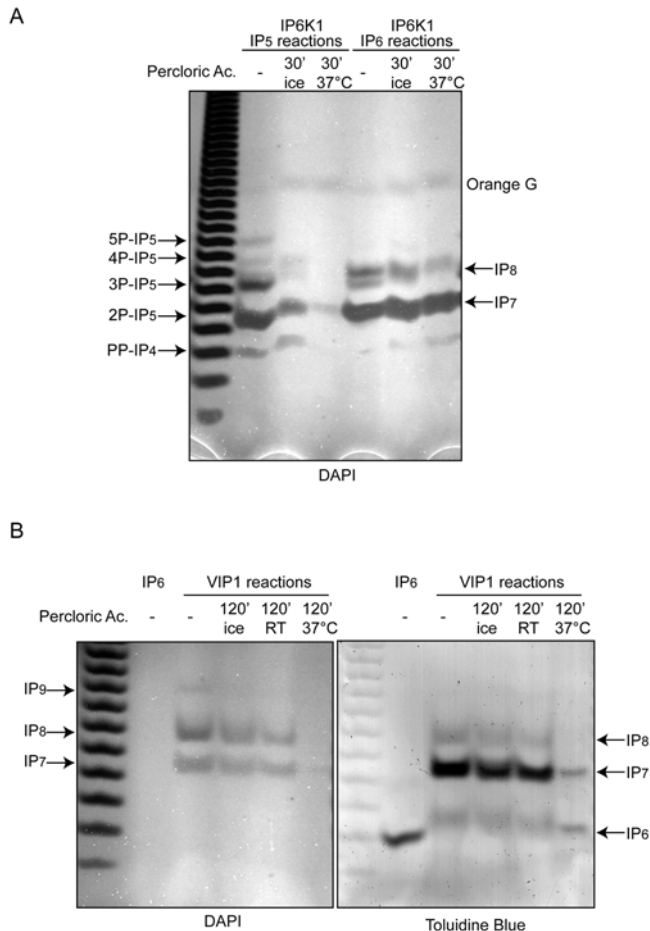 A
IP6K1 IP6K1
IP5 reactions IP6 reactions
30' 30' 30' 30'
Percloric Ac. - ice 37°C - ice 37°C
Orange G
5P-IP5
4P-IP5
IP8
3P-IP5
IP7
2P-IP5
PP-IP4
DAPI
B
IP6 VIP1 reactions IP6 VIP1 reactions
120' 120' 120' 120' 120' 120'
Percloric Ac. - - ice RT 37°C - - ice RT 37°C
IP9
IP8 IP8
IP7 IP7
IP6
DAPI Toluidine Blue